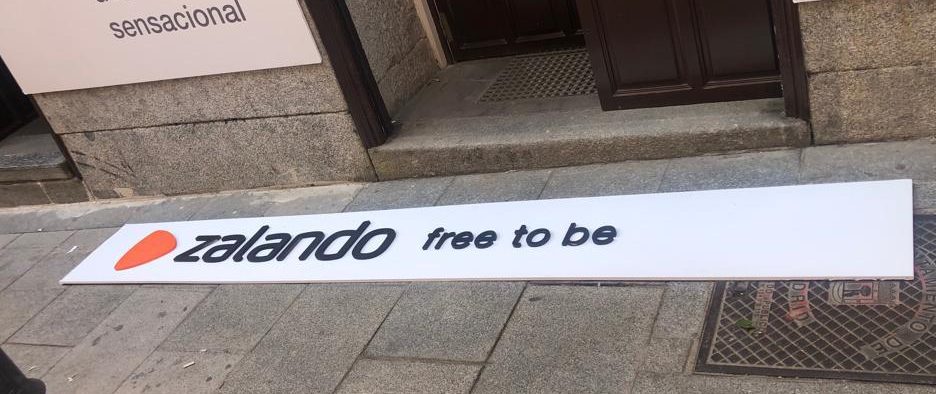 sensacional
zalando free to be